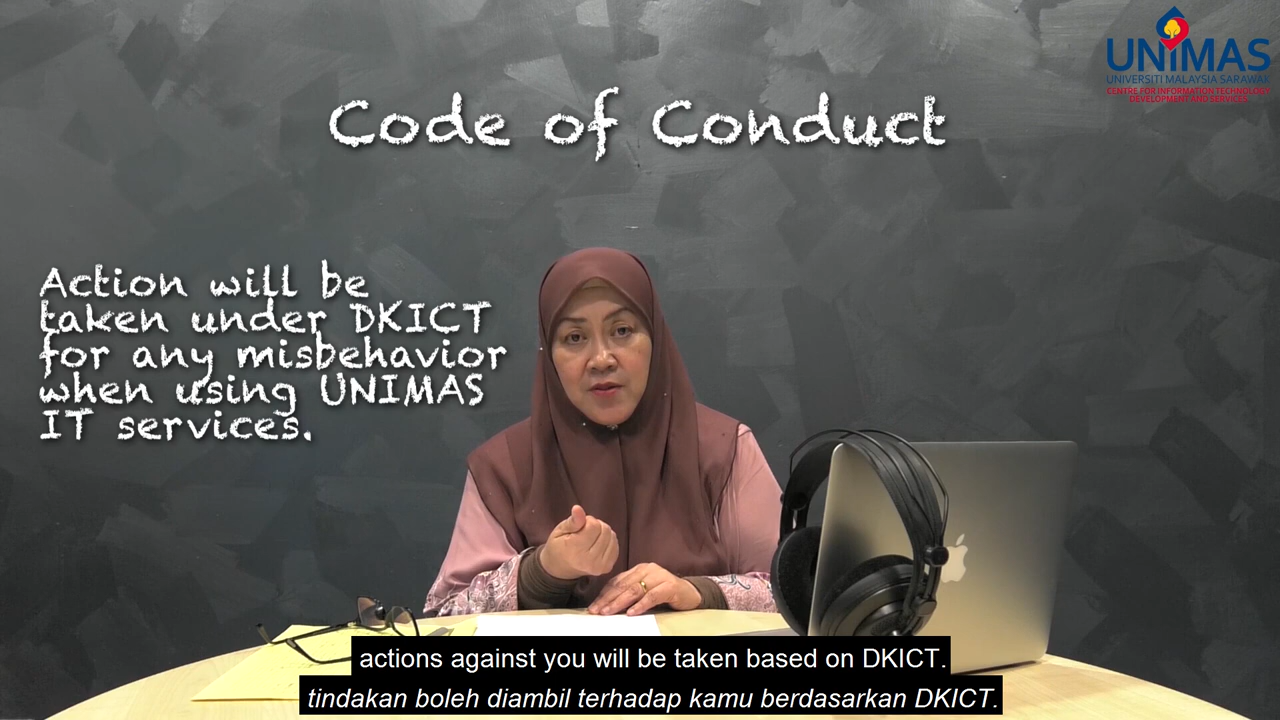 UNIMAS
UNIVERSITI MALAYSIA SARAWAK
CENTRE FOR INFORMATION TECHNOLOGY
DEVELOPMENT AND SERVICES
Code of Conduct
Action will be
taken under DKICT
for any misbehavior
when using UNIMAS
IT services.
actions against you will be taken based on DKICT.
tindakan boleh diambil terhadap kamu berdasarkan DKICT.